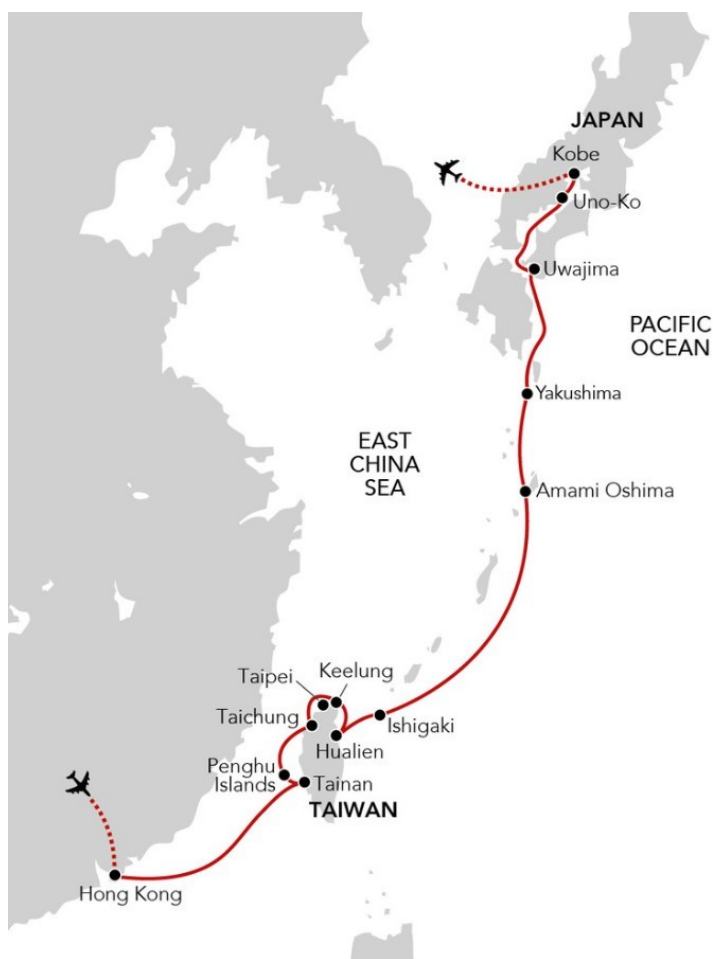 JAPAN
Kobe
Uno-Ko
Uwajima
PACIFIC
OCEAN
Yakushima
EAST
CHINA
SEA
Amami Oshima
Taipei
Keelung
Taichung
Ishigaki
Hualien
Penghu
Islands
Tainan
TAIWAN
Hong Kong